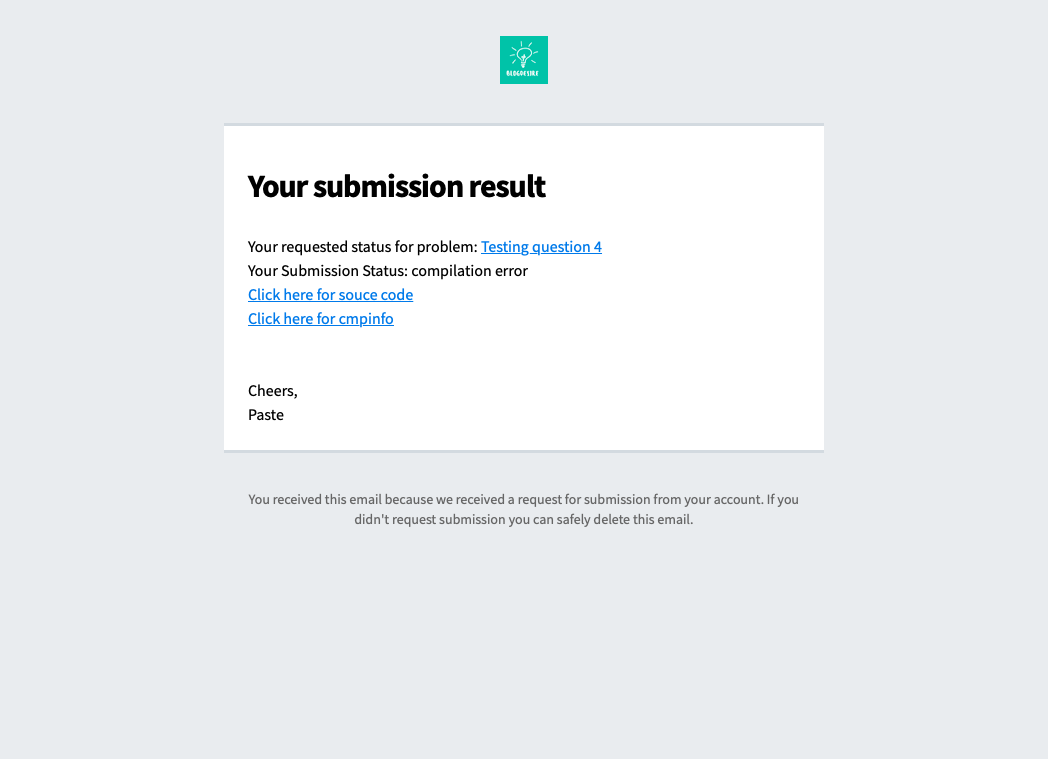 BLOGDESIRE
Your submission result
Your requested status for problem: Testing question 4
Your Submission Status: compilation error
Click here for souce code
Click here for cmpinfo
Cheers,
Paste
You received this email because we received a request for submission from your account. If you
didn't request submission you can safely delete this email.